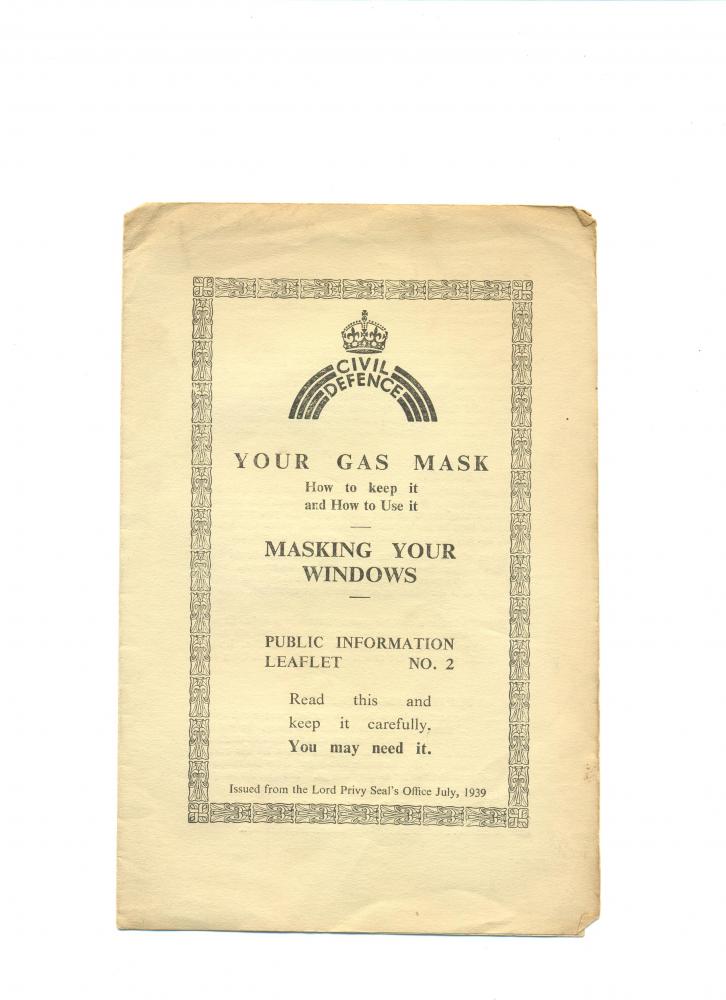 CIVIL
DEFENCE
YOUR GAS MASK
How to keep it
and How to Use it
MASKING YOUR
WINDOWS
PUBLIC INFORMATION
LEAFLET NO. 2
Read this and
keep it carefully.
You may need it.
Issued from the Lord Privy Seal's Office July, 1939